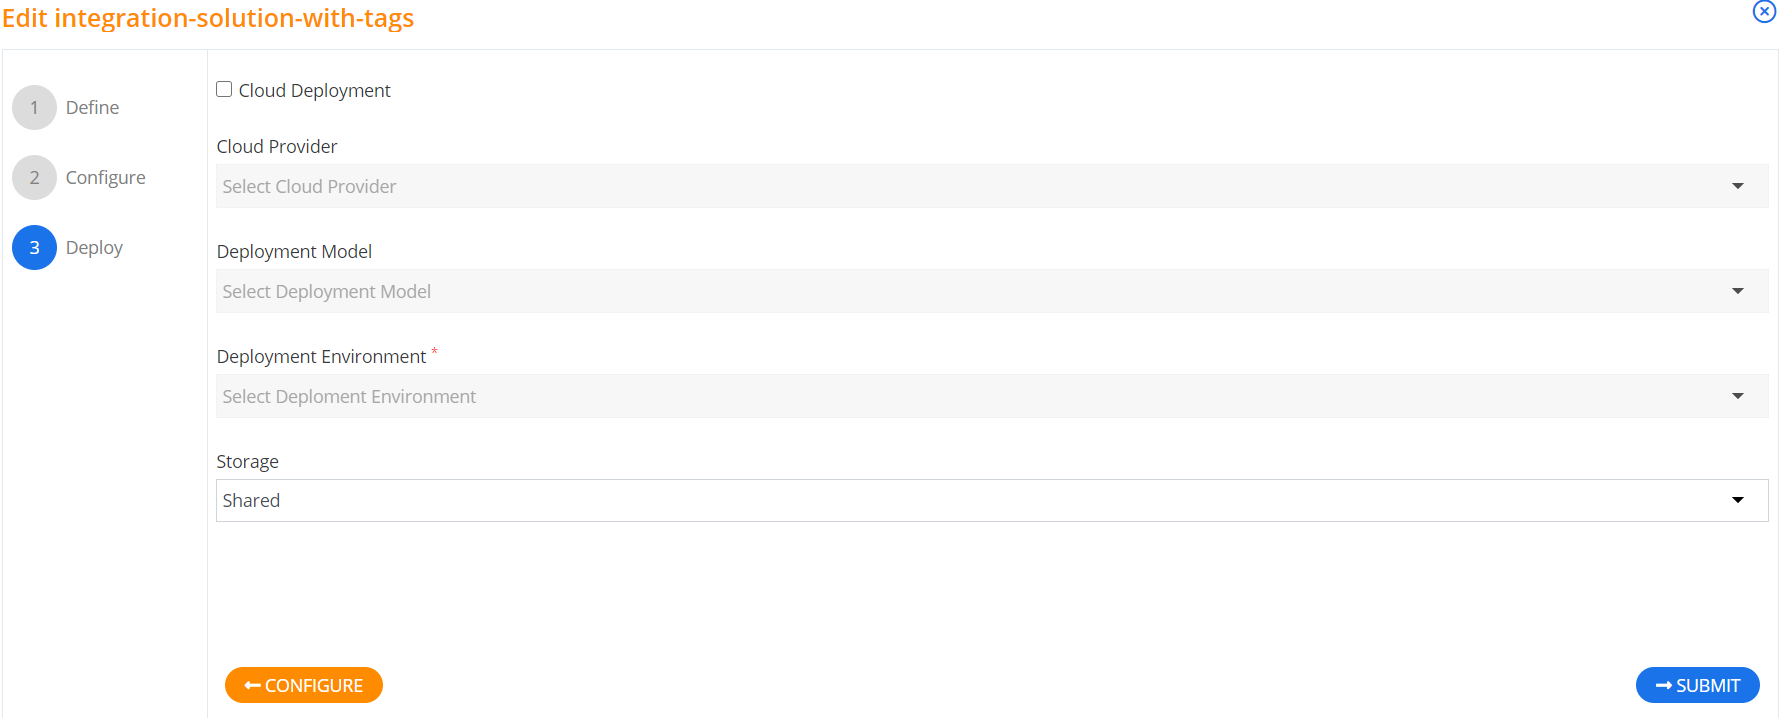 Edit integration-solution-with-tags
1 Define
2 Configure
3 Deploy
Cloud Deployment
Cloud Provider
Select Cloud Provider
Deployment Model
Select Deployment Model
Deployment Environment *
Select Deploment Environment
Storage
Shared
CONFIGURE
SUBMIT